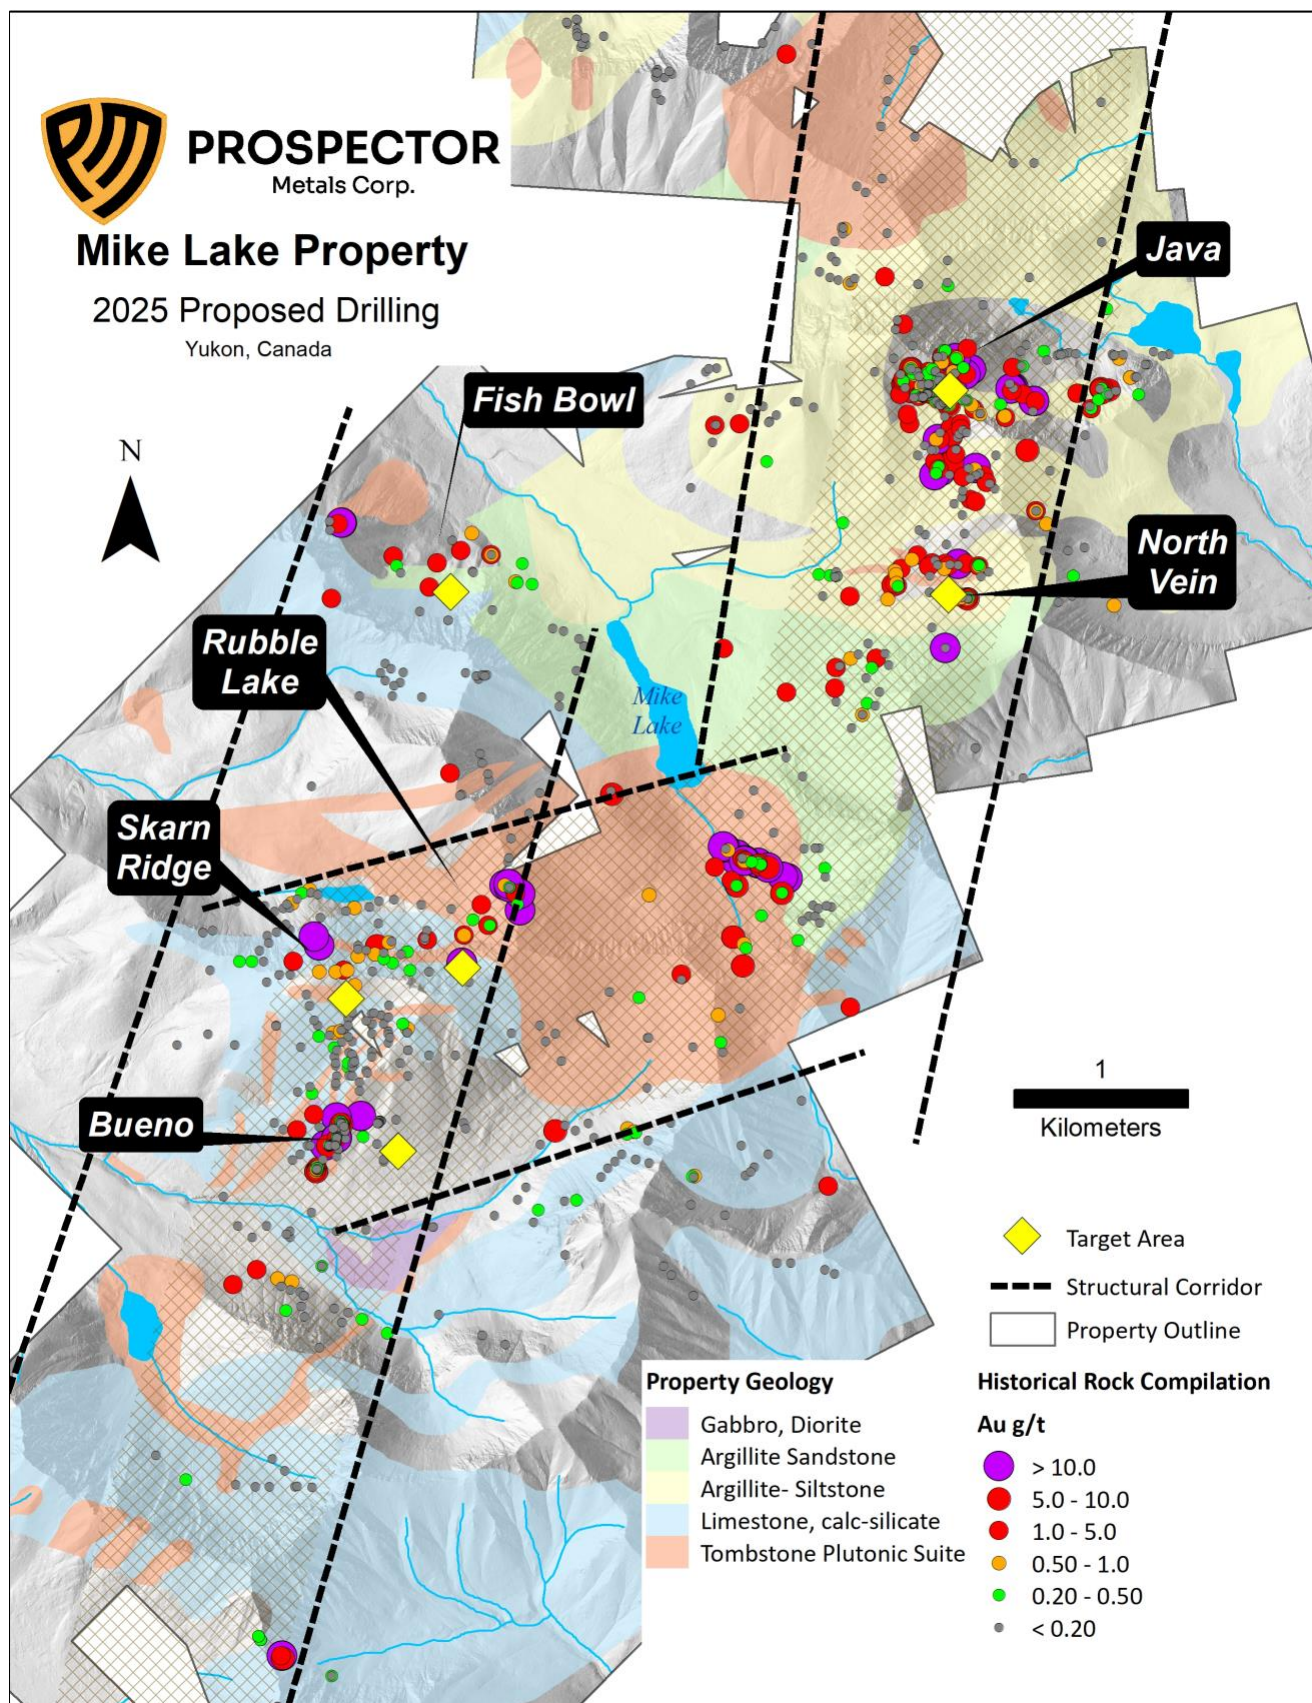 PROSPECTOR
Metals Corp.
Mike Lake Property
2025 Proposed Drilling
Yukon, Canada
Java
Fish Bowl
N
North
Vein
Rubble
Lake
Mike
Lake
Skarn
Ridge
Bueno
1
Kilometers
Target Area
Structural Corridor
Property Outline
Property Geology
Gabbro, Diorite
Argillite Sandstone
Argillite- Siltstone
Limestone, calc-silicate
Tombstone Plutonic Suite
Historical Rock Compilation
Au g/t
> 10.0
5.0 - 10.0
1.0 - 5.0
0.50 - 1.0
0.20 - 0.50
< 0.20